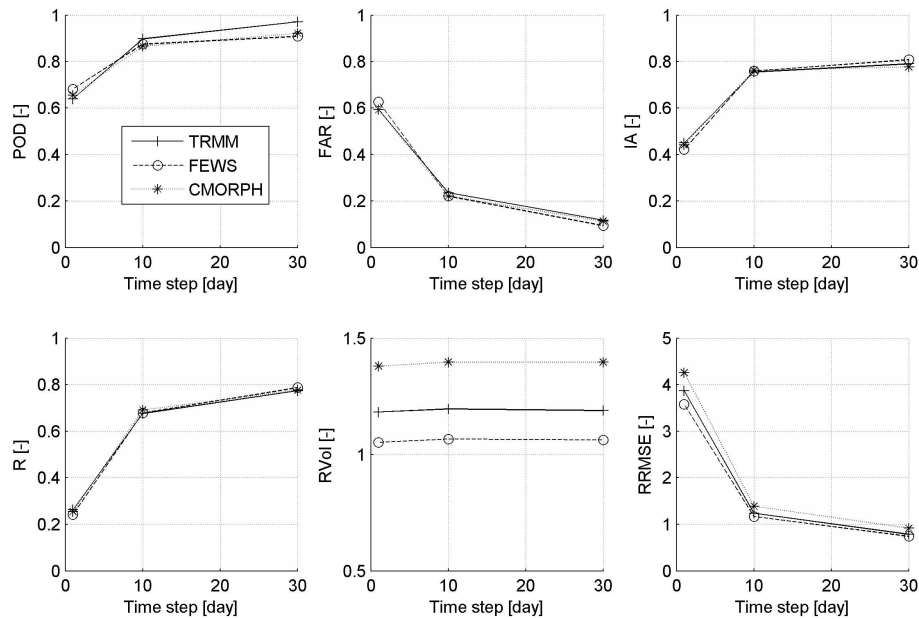 1
0.8
0.6
0.4
0.2
0
POD [-]
TRMM
FEWS
CMORPH
0 10 20 30
Time step [day]
1
0.8
0.6
0.4
0.2
0
FAR [-]
0 10 20 30
Time step [day]
1
0.8
0.6
0.4
0.2
0
IA [-]
0 10 20 30
Time step [day]
1
0.8
0.6
0.4
0.2
0
R [-]
0 10 20 30
Time step [day]
1.5
1
0.5
RVol [-]
0 10 20 30
Time step [day]
5
4
3
2
1
0
RRMSE [-]
0 10 20 30
Time step [day]